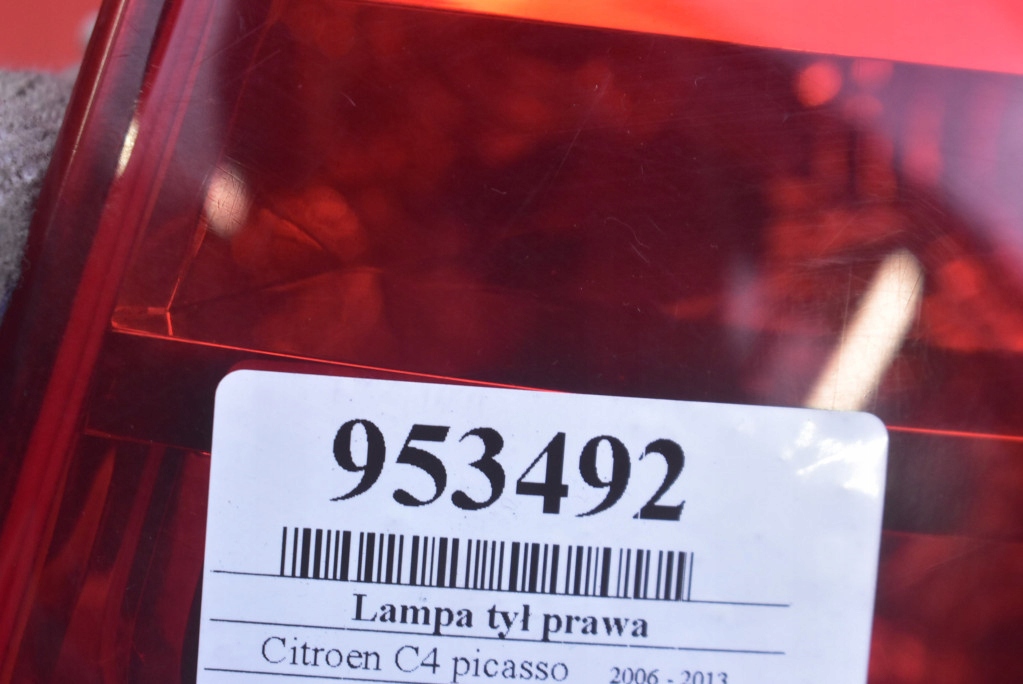 953492
Lampa tył prawa
Citroen C4 picasso 2006 - 2013